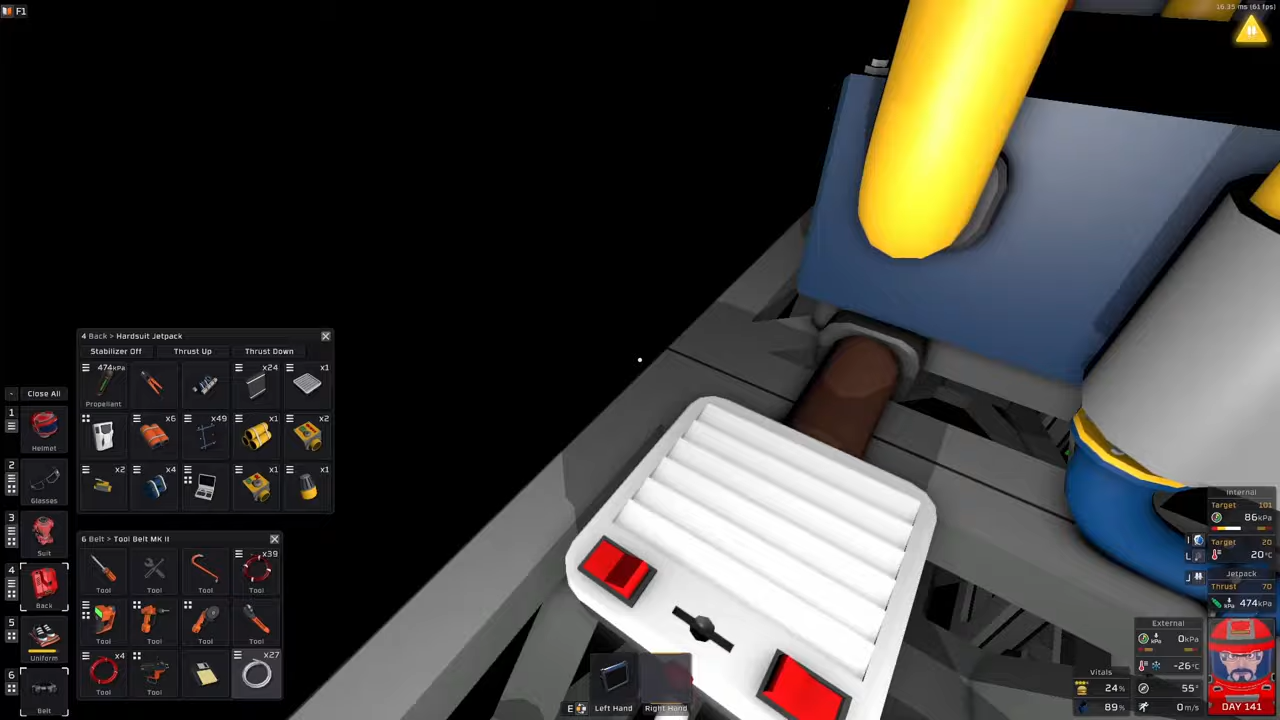 F1
16.35 ms (61 fps)
4 Back > Hardsuit Jetpack
Stabilizer Off
Thrust Up
Thrust Down
474kPa
x24
x1
Propellant
x6
x49
x1
x2
x2
x4
x1
x1
- Close All
1
Helmet
2
Glasses
3
Suit
4
Back
5
Uniform
6
Belt
6 Belt > Tool Belt MK II
x39
Tool
Tool
Tool
Tool
Tool
Tool
Tool
Tool
x4
x27
Tool
Tool
E
Left Hand
Right Hand
Internal
Target 101
86kPa
Target 20
20°C
Jetpack
Thrust 70
474kPa
External
0kPa
-26°C
55°
0m/s
Vitals
24%
89%
DAY 141